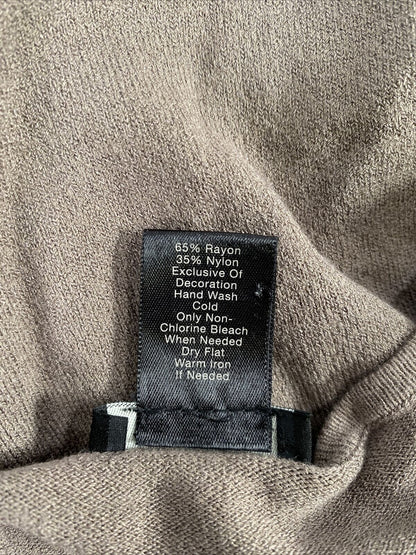 65% Rayon
35% Nylon
Exclusive Of
Decoration
Hand Wash
Cold
Only Non-
Chlorine Bleach
When Needed
Dry Flat
Warm Iron
If Needed